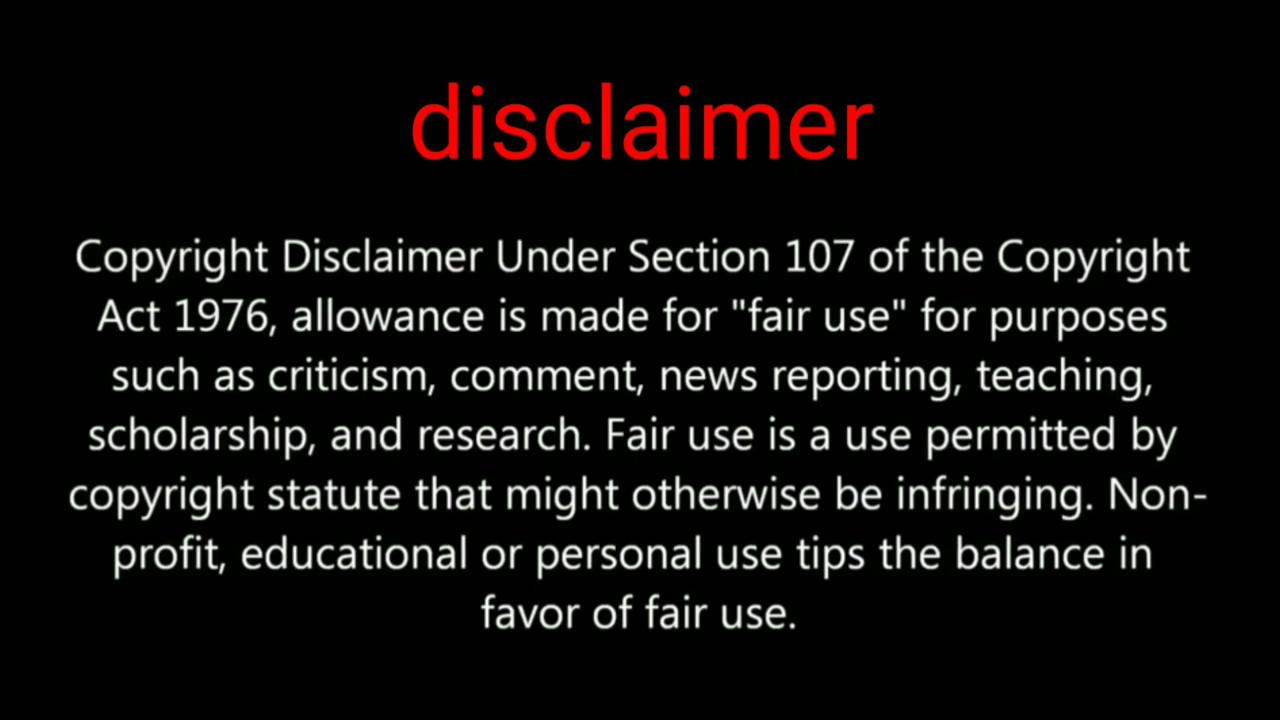 disclaimer
Copyright Disclaimer Under Section 107 of the Copyright
Act 1976, allowance is made for "fair use" for purposes
such as criticism, comment, news reporting, teaching,
scholarship, and research. Fair use is a use permitted by
copyright statute that might otherwise be infringing. Non-
profit, educational or personal use tips the balance in
favor of fair use.